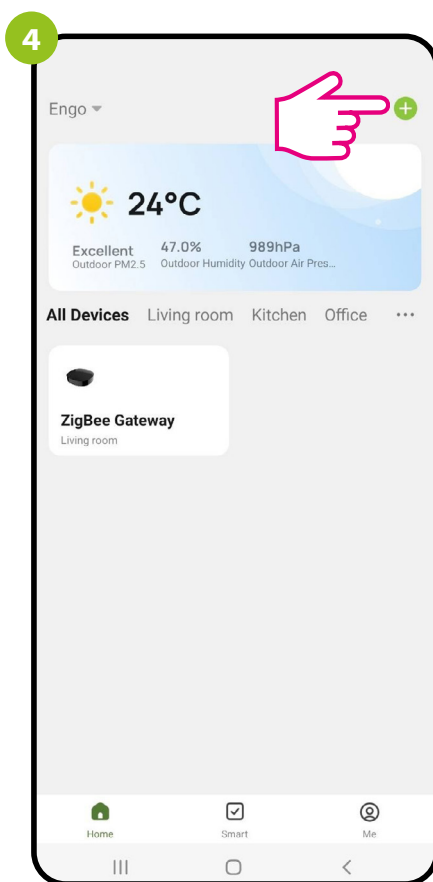 4
Engo
24°C
Excellent 47.0% 989hPa
Outdoor PM2.5 Outdoor Humidity Outdoor Air Pres...
All Devices Living room Kitchen Office ...
ZigBee Gateway
Living room
Home Smart Me